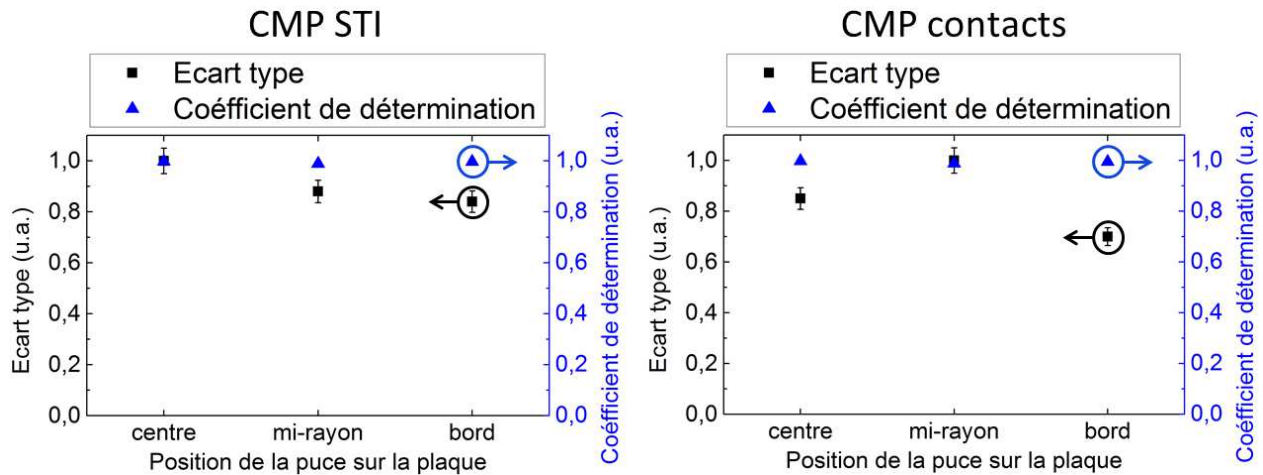 CMP STI
Ecart type
Coéfficient de détermination
1,0
0,8
0,6
0,4
0,2
0,0
Ecart type (u.a.)
1,0
0,8
0,6
0,4
0,2
0,0
Coéfficient de détermination (u.a.)
centre mi-rayon bord
Position de la puce sur la plaque
CMP contacts
Ecart type
Coéfficient de détermination
1,0
0,8
0,6
0,4
0,2
0,0
Ecart type (u.a.)
1,0
0,8
0,6
0,4
0,2
0,0
Coéfficient de détermination (u.a.)
centre mi-rayon bord
Position de la puce sur la plaque